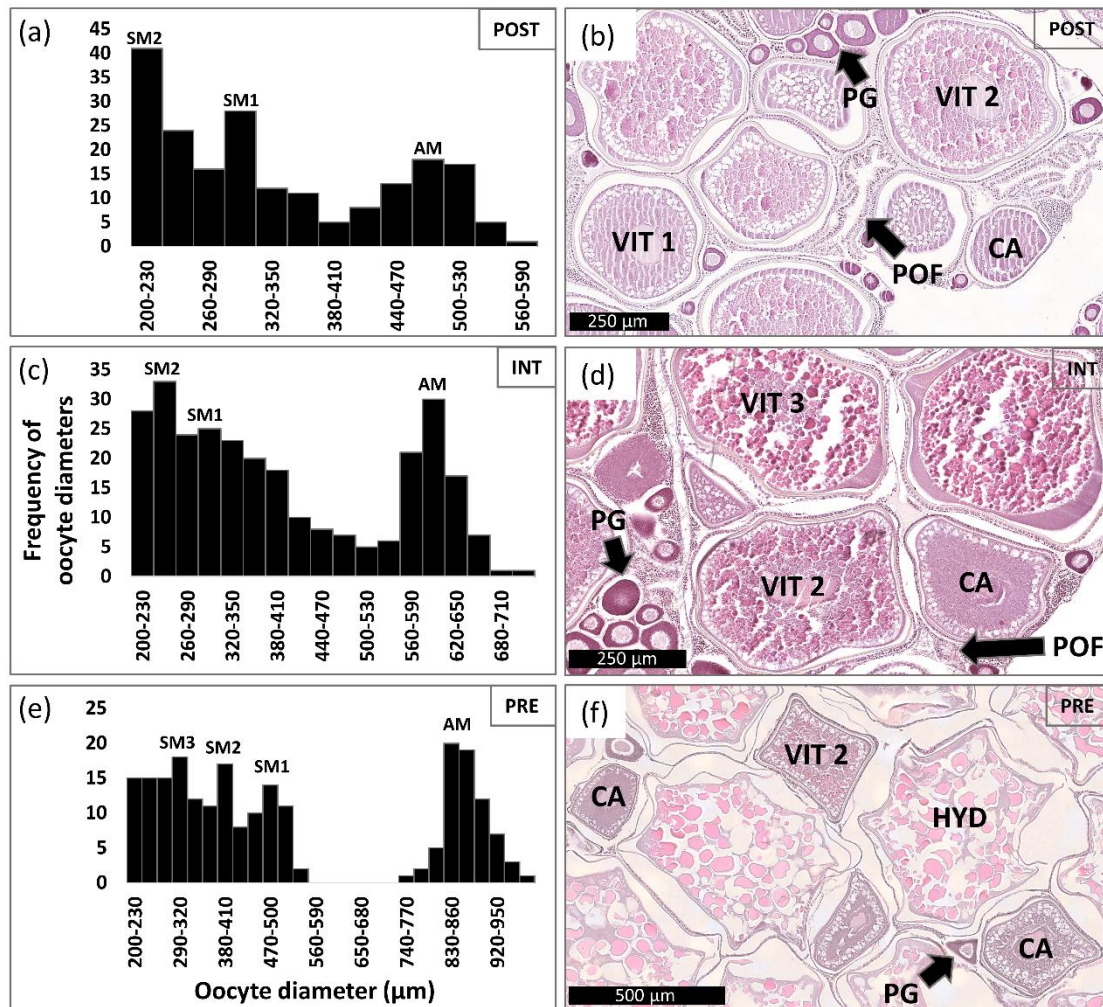 (a)
POST
45
40
35
30
25
20
15
10
5
0
SM2
SM1
AM
200-230
260-290
320-350
380-410
440-470
500-530
560-590
(b)
POST
PG
VIT 2
VIT 1
POF
CA
250 µm
(c)
INT
Frequency of
oocyte diameters
35
30
25
20
15
10
5
0
SM2
SM1
AM
200-230
260-290
320-350
380-410
440-470
500-530
560-590
620-650
680-710
(d)
INT
VIT 3
PG
VIT 2
CA
POF
250 µm
(e)
PRE
25
20
15
10
5
0
SM3
SM2
SM1
AM
200-230
290-320
380-410
470-500
560-590
650-680
740-770
830-860
920-950
Oocyte diameter (µm)
(f)
PRE
VIT 2
CA
HYD
CA
PG
500 µm